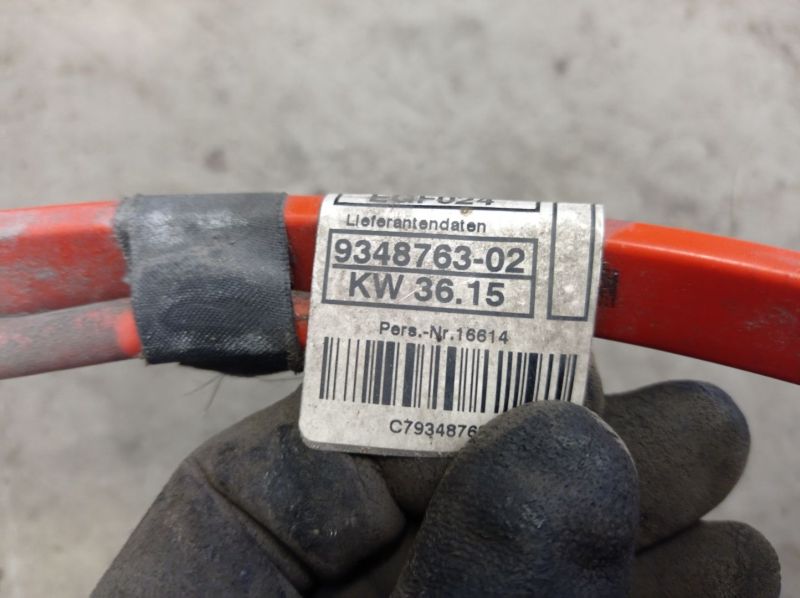 Lieferantendaten
9348763-02
KW 36.15
Pers.-Nr.16614